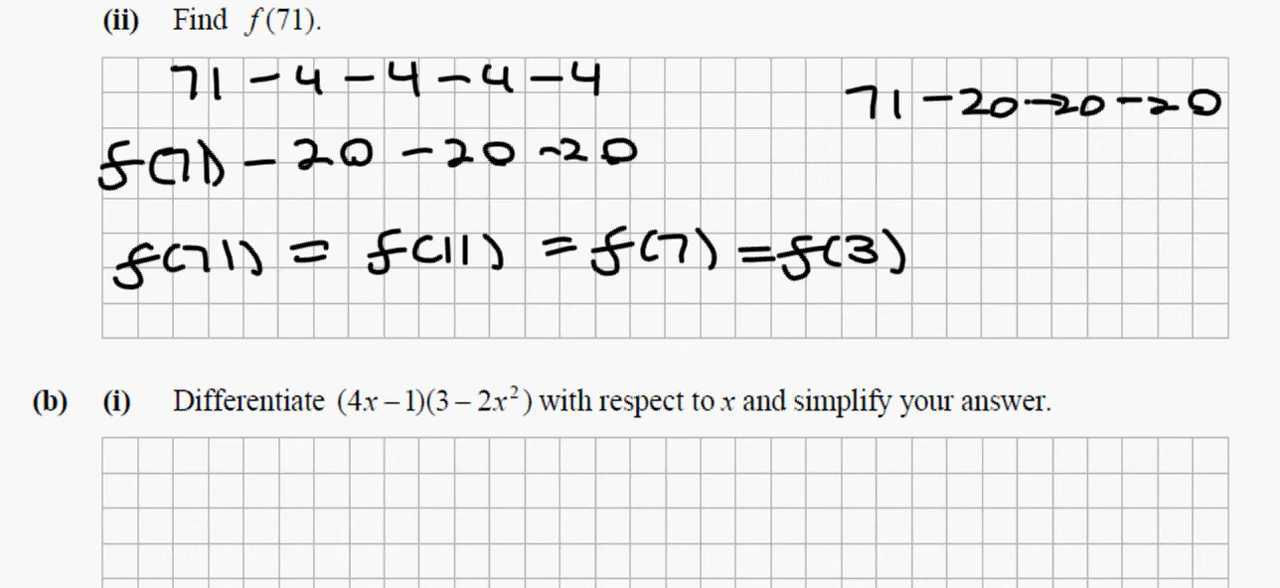 (ii) Find f(71).
71 - 4 - 4 - 4 - 4
71 - 20 - 20 - 20
f(71) - 20 - 20 - 20
f(71) = f(11) = f(7) = f(3)
(b) (i) Differentiate (4x – 1)(3 – 2x²) with respect to x and simplify your answer.